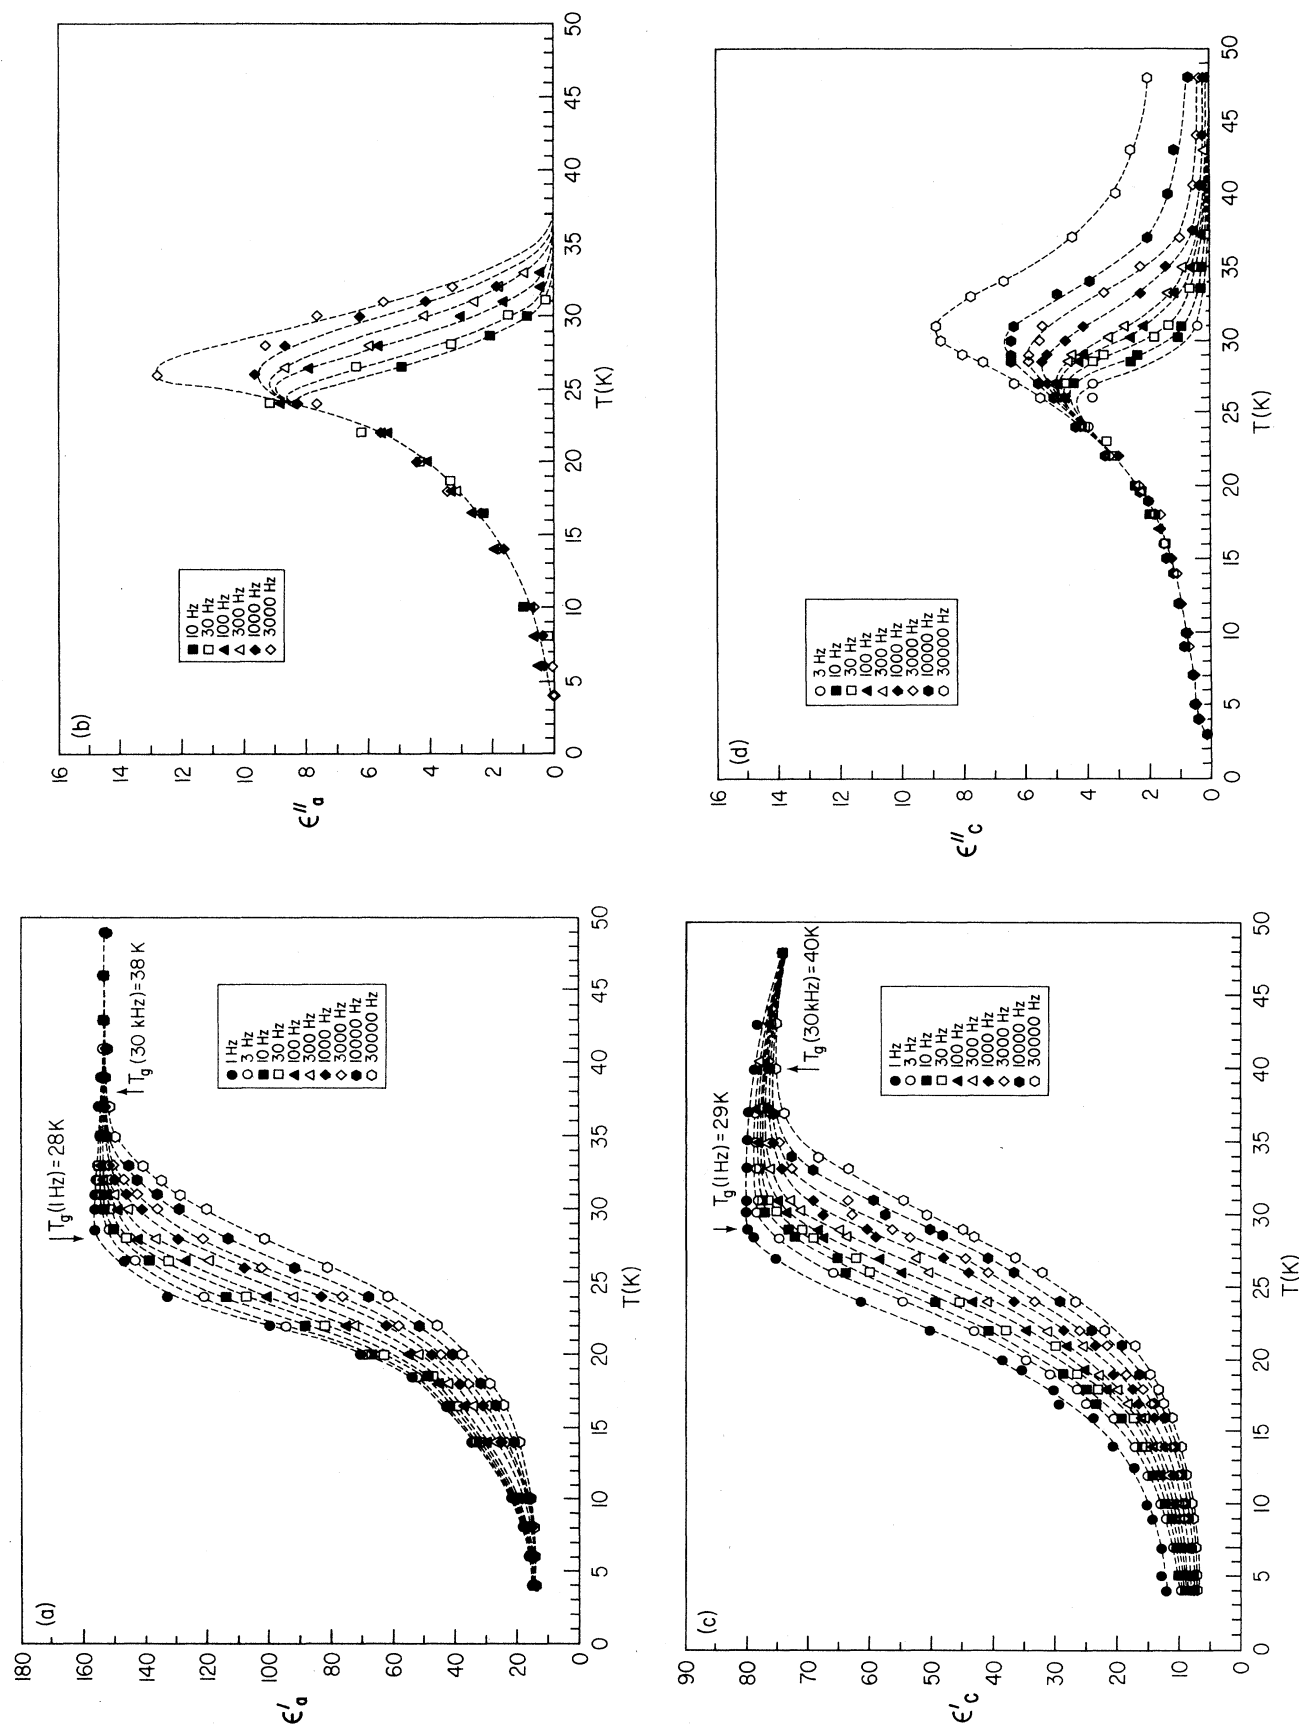 (a)
ϵ′a
180
160
140
120
100
80
60
40
20
0
0
5
10
15
20
25
30
35
40
45
50
T(K)
Tg(1Hz)=28K
Tg(30 kHz)=38K
1 Hz
3 Hz
10 Hz
30 Hz
100 Hz
300 Hz
1000 Hz
3000 Hz
10000 Hz
30000 Hz
(b)
ϵ″a
16
14
12
10
8
6
4
2
0
0
5
10
15
20
25
30
35
40
45
50
T(K)
10 Hz
30 Hz
100 Hz
300 Hz
1000 Hz
3000 Hz
(c)
ϵ′c
90
80
70
60
50
40
30
20
10
0
0
5
10
15
20
25
30
35
40
45
50
T(K)
Tg(1Hz)=29K
Tg(30kHz)=40K
1 Hz
3 Hz
10 Hz
30 Hz
100 Hz
300 Hz
1000 Hz
3000 Hz
10000 Hz
30000 Hz
(d)
ϵ″c
16
14
12
10
8
6
4
2
0
0
5
10
15
20
25
30
35
40
45
50
T(K)
3 Hz
10 Hz
30 Hz
100 Hz
300 Hz
1000 Hz
3000 Hz
10000 Hz
30000 Hz